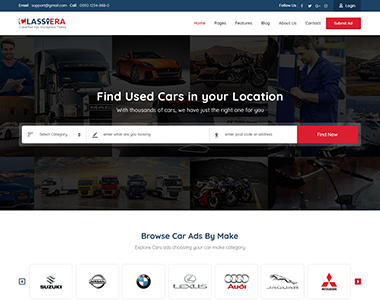 Email: support@gmail.com Call: 0910 1234-888-0 Follow Us: Login
CLASSIERA
Home Pages Features Blog About Us Contact Submit Ad
Find Used Cars in your Location
With thousands of cars, we have just the right one for you
Select Category enter what are you looking enter post code or address Find Now
Browse Car Ads By Make
Explore Cars ads choosing your car make category
SUZUKI NISSAN BMW LEXUS Audi JAGUAR MITSUBISHI